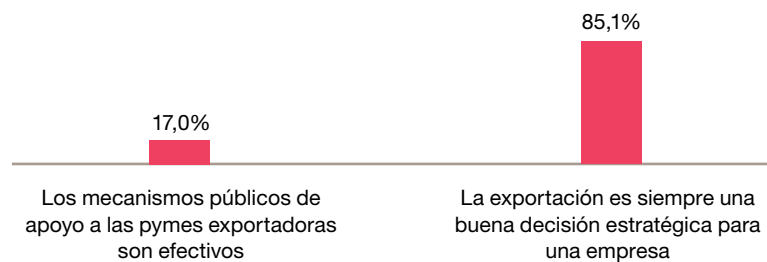 85,1%
17,0%
Los mecanismos públicos de
apoyo a las pymes exportadoras
son efectivos
La exportación es siempre una
buena decisión estratégica para
una empresa